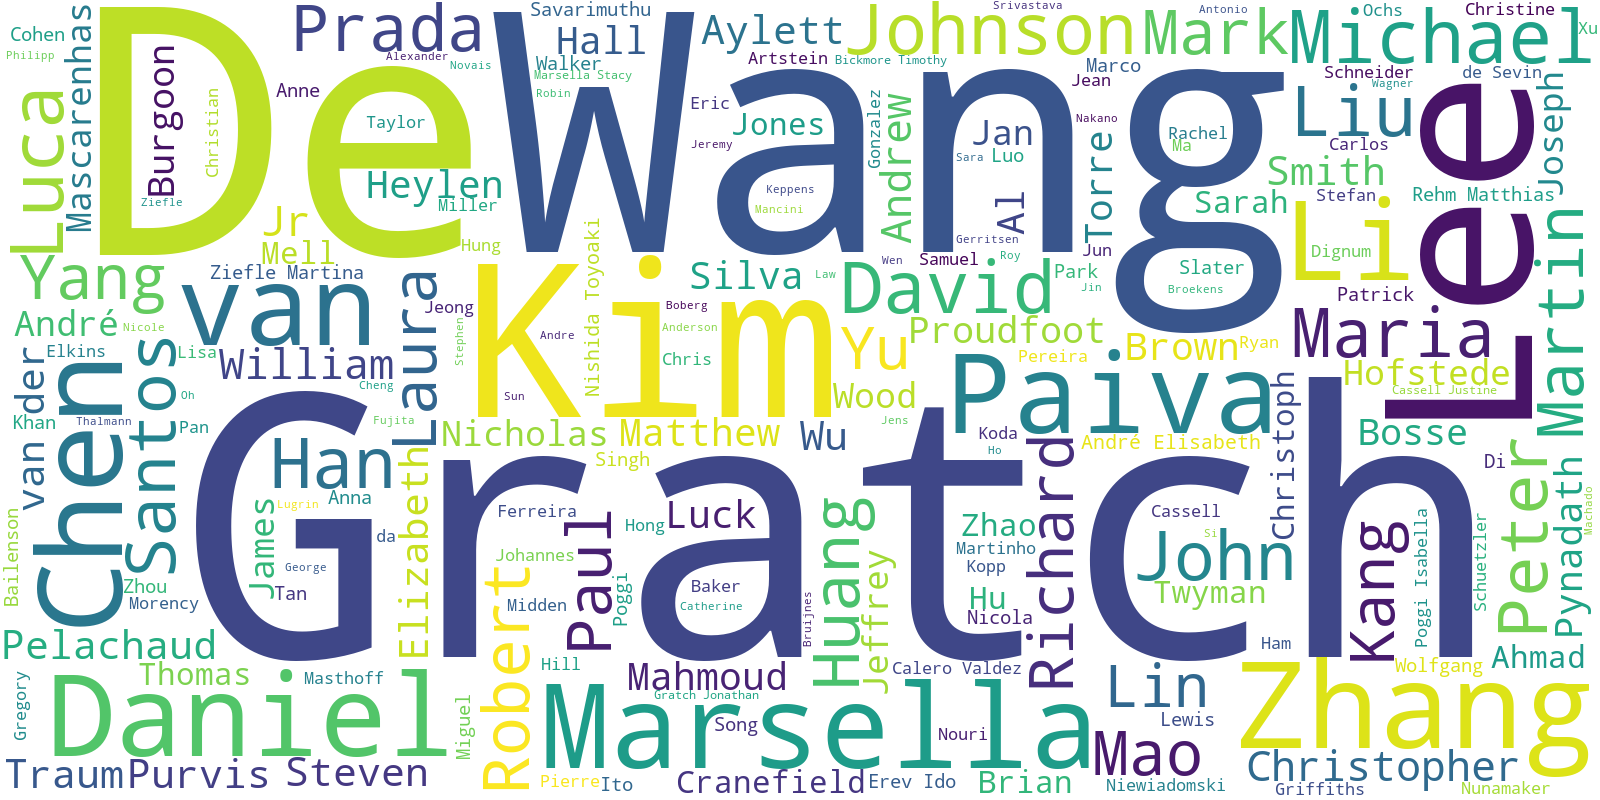 Cohen
Philipp
Mascarenhas
Luca
De
Burgoon
Christian
Ziefle
Prada
Anne
Alexander
Novais
Taylor
Heylen
Miller
Savarimuthu
Hall
Walker
Marsella Stacy
Robin
Wang
Aylett
Artstein
Eric
Jones
Jeremy
Keppens
Mancini
Johnson
Bickmore Timothy
Gonzalez
Andrew
Srivastava
Jan
Sara
Luo
Al
Gerritsen
Roy
Samuel
Wen
Mark
Marco
Jean
Nakano
Torre
Jun
Antonio
Rachel
Ma
Sarah
Slater
Broekens
Michael
Ochs
Christine
Xu
Schneider
de Sevin
Wagner
Liu
Carlos
Smith
Stefan
Rehm Matthias
Joseph
Lee
Li
Dignum
Patrick
Martin
Jr
Mell
Hung
Yang
Ziefle Martina
van
André
Nicole
Elkins
Lisa
William
Laura
Jeong
Stephen
Kim
Nishida Toyoaki
Andre
Sun
Silva
Law
Boberg
Anderson
Chris
David
Park
Jin
Yu
Proudfoot
Pereira
Brown
Ryan
Maria
Hofstede
Cassell Justine
Wood
Paiva
van der
Khan
Thalmann
Chen
Santos
Oh
Pan
Cheng
Fujita
Han
Elizabeth
Nicholas
Matthew
Singh
Wu
Jens
Koda
Ho
Richard
André Elisabeth
Christoph
Bosse
Di
Gratch
Anna
Lugrin
James
da
George
Tan
Ferreira
Johannes
Midden
Paul
Hong
Poggi
Luck
Baker
Catherine
Bruijnes
Huang
Jeffrey
Zhao
Martinho
Kopp
Hu
Nicola
Cassell
Si
John
Twyman
Ham
Kang
Poggi Isabella
Schuetzler
Peter
Pynadath
Machado
Bailenson
Zhou
Morency
Pelachaud
Thomas
Masthoff
Gregory
Daniel
Miguel
Robert
Hill
Mahmoud
Gratch Jonathan
Song
Marsella
Calero Valdez
Nouri
Lin
Lewis
Mao
Wolfgang
Ahmad
Zhang
Traum
Purvis
Steven
Pierre
Ito
Cranefield
Erev Ido
Brian
Niewiadomski
Christopher
Griffiths
Nunamaker